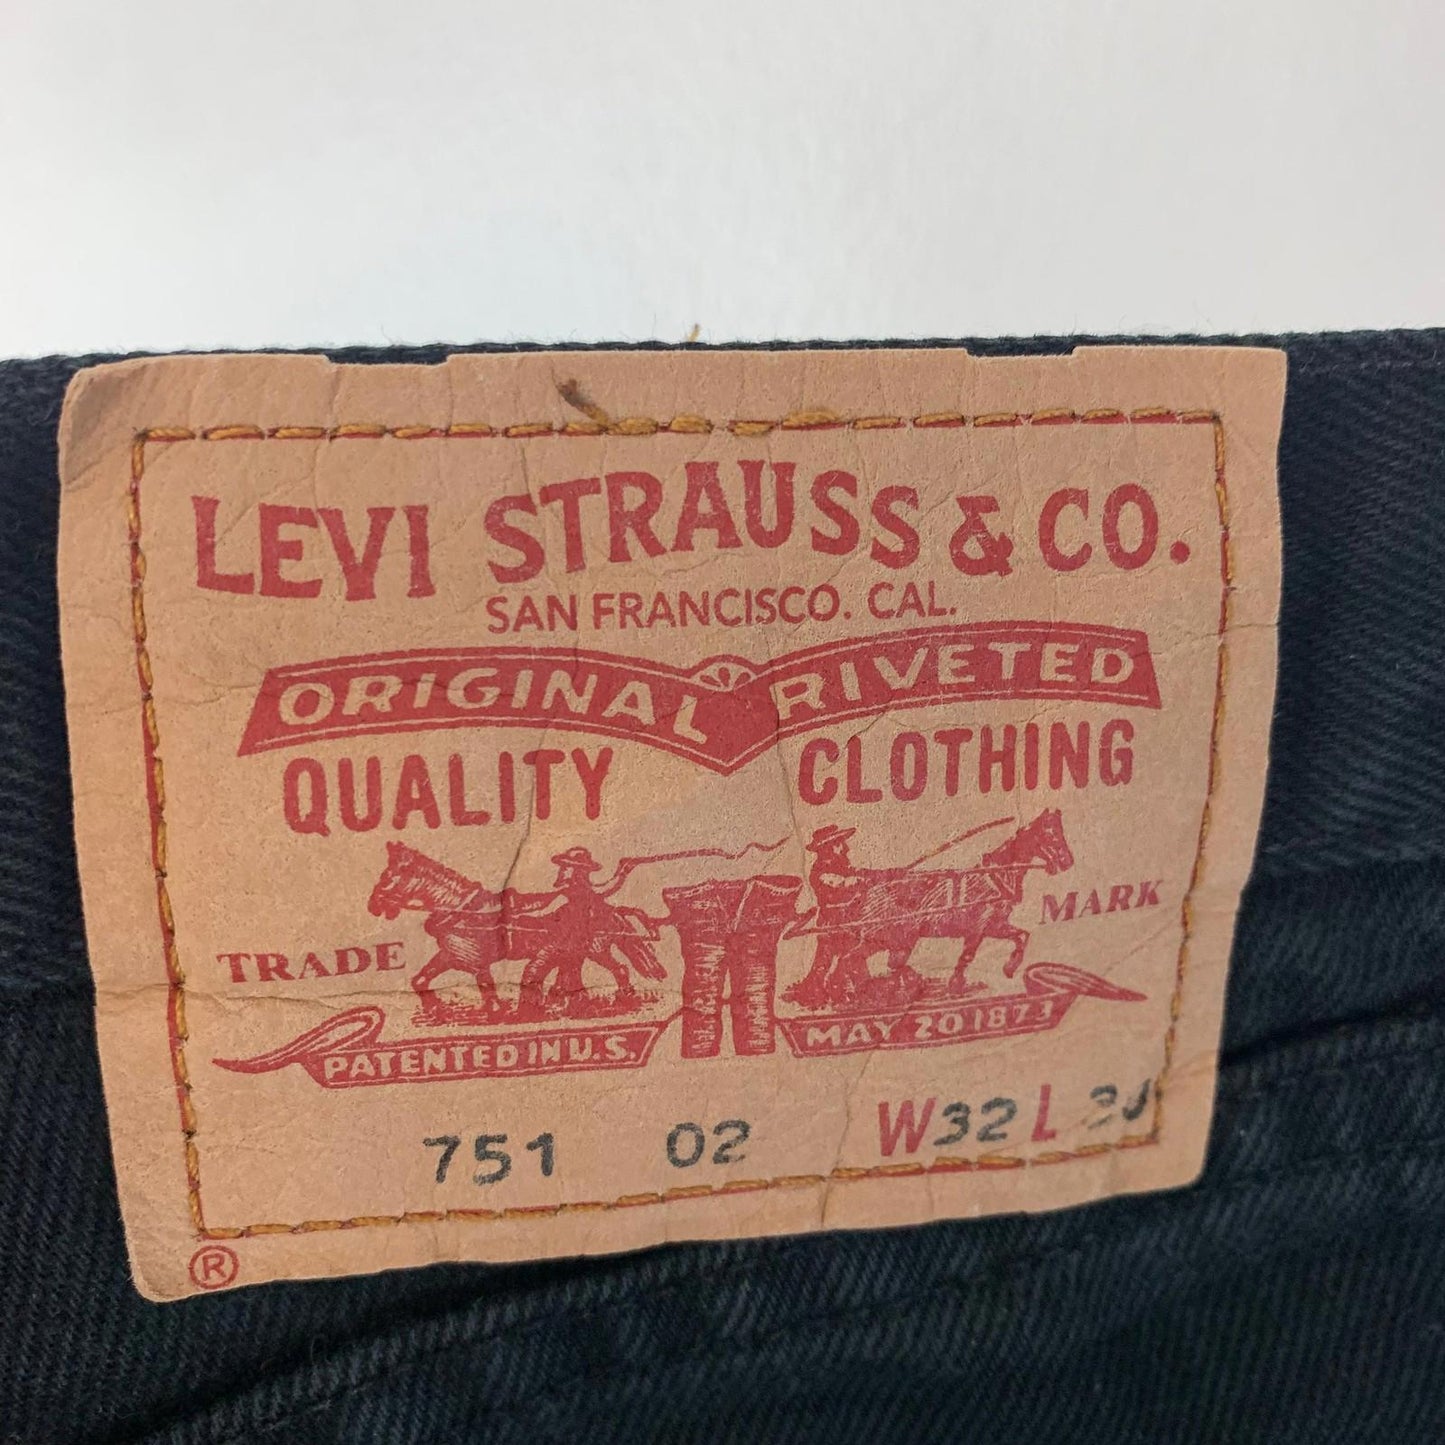 LEVI STRAUSS & CO.
SAN FRANCISCO. CAL.
ORIGINAL RIVETED
QUALITY CLOTHING
TRADE MARK
PATENTED IN U.S. MAY 20 1873
751 02 W32 L
®